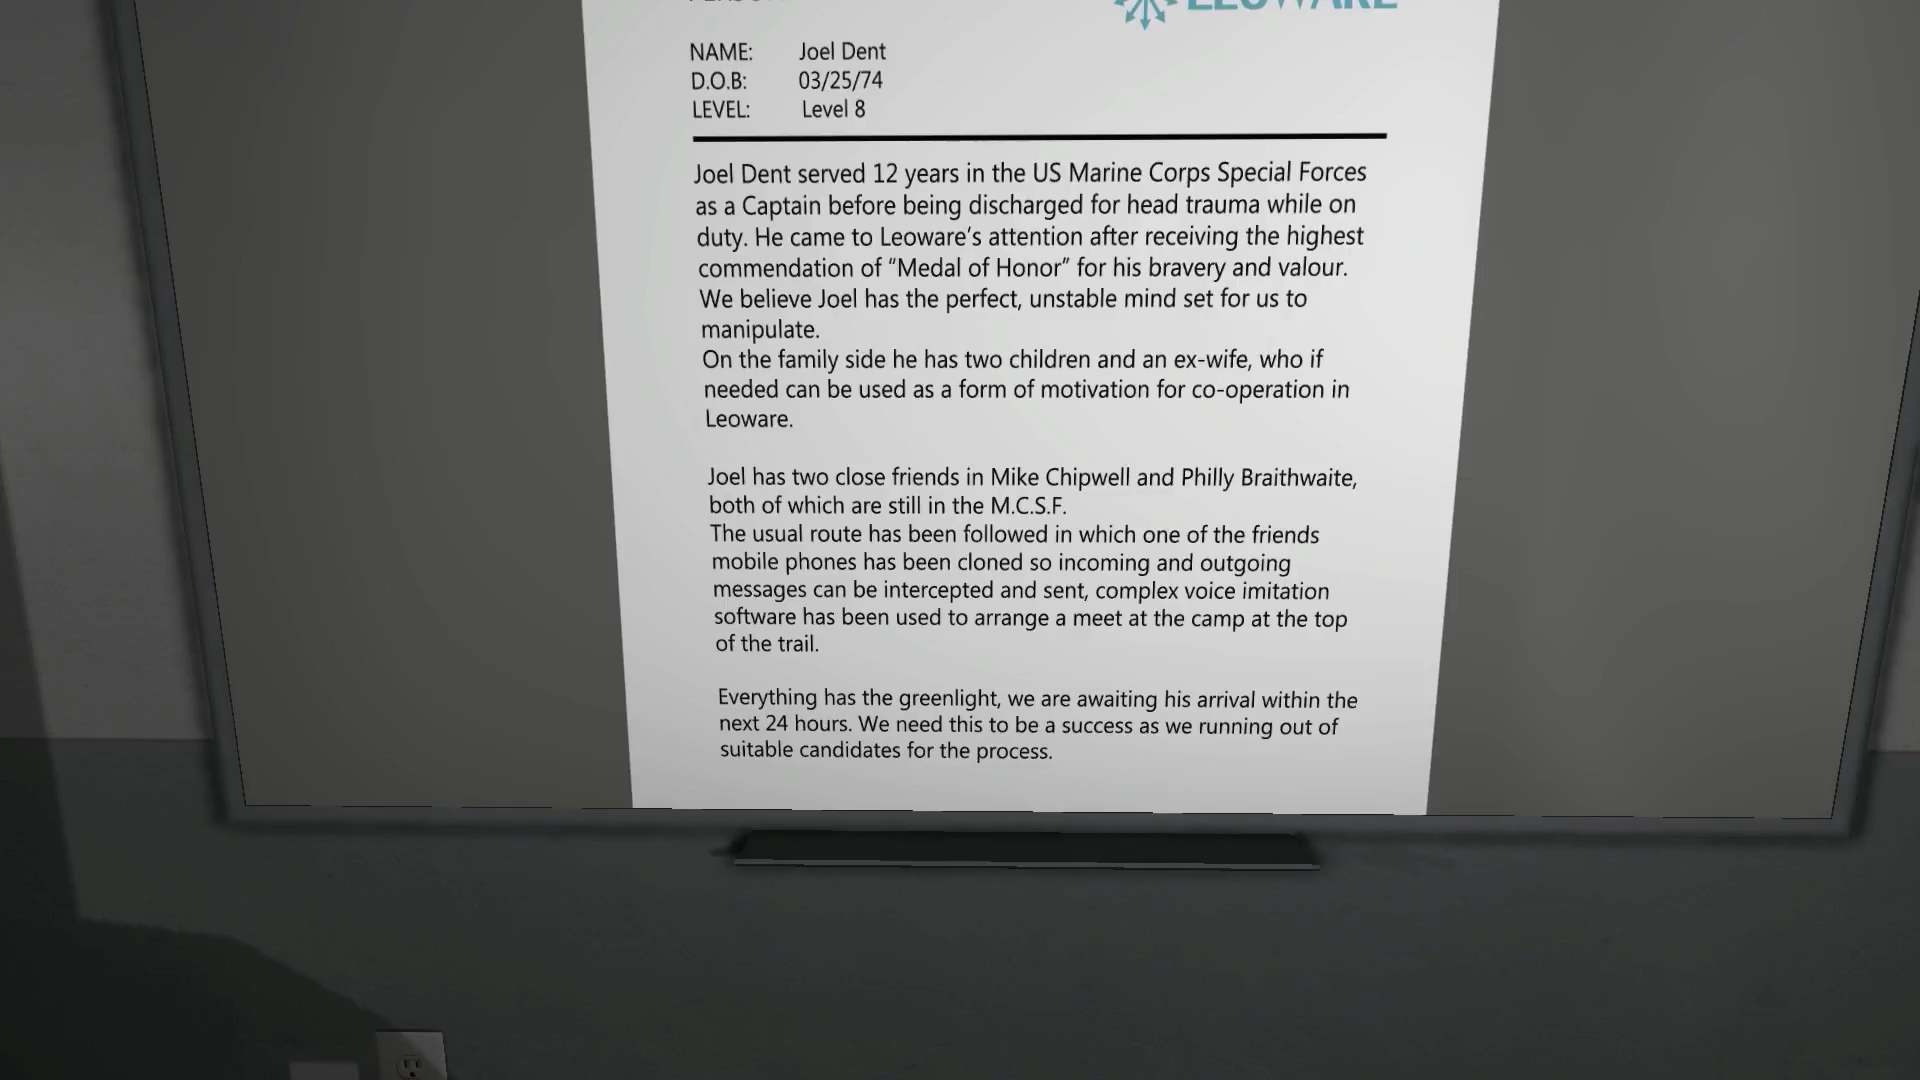 NAME: Joel Dent
D.O.B: 03/25/74
LEVEL: Level 8
Joel Dent served 12 years in the US Marine Corps Special Forces
as a Captain before being discharged for head trauma while on
duty. He came to Leoware's attention after receiving the highest
commendation of “Medal of Honor” for his bravery and valour.
We believe Joel has the perfect, unstable mind set for us to
manipulate.
On the family side he has two children and an ex-wife, who if
needed can be used as a form of motivation for co-operation in
Leoware.
Joel has two close friends in Mike Chipwell and Philly Braithwaite,
both of which are still in the M.C.S.F.
The usual route has been followed in which one of the friends
mobile phones has been cloned so incoming and outgoing
messages can be intercepted and sent, complex voice imitation
software has been used to arrange a meet at the camp at the top
of the trail.
Everything has the greenlight, we are awaiting his arrival within the
next 24 hours. We need this to be a success as we running out of
suitable candidates for the process.